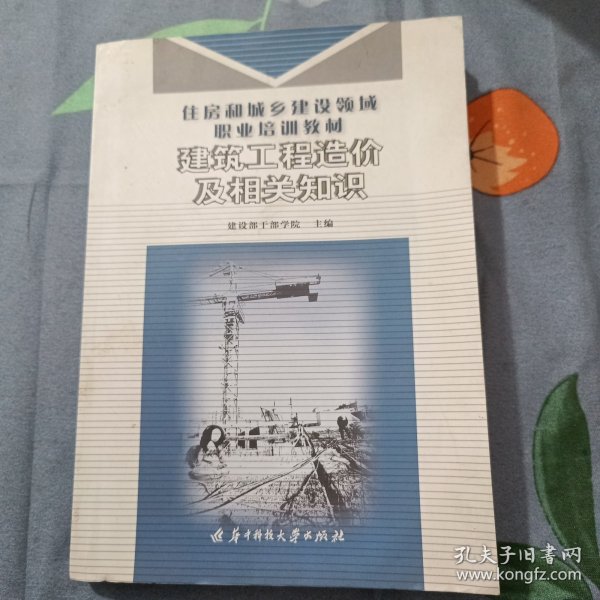 住房和城乡建设领域
职业培训教材
建筑工程造价
及相关知识
建设部干部学院 主编
华中科技大学出版社
孔夫子旧书网
www.kongfz.com